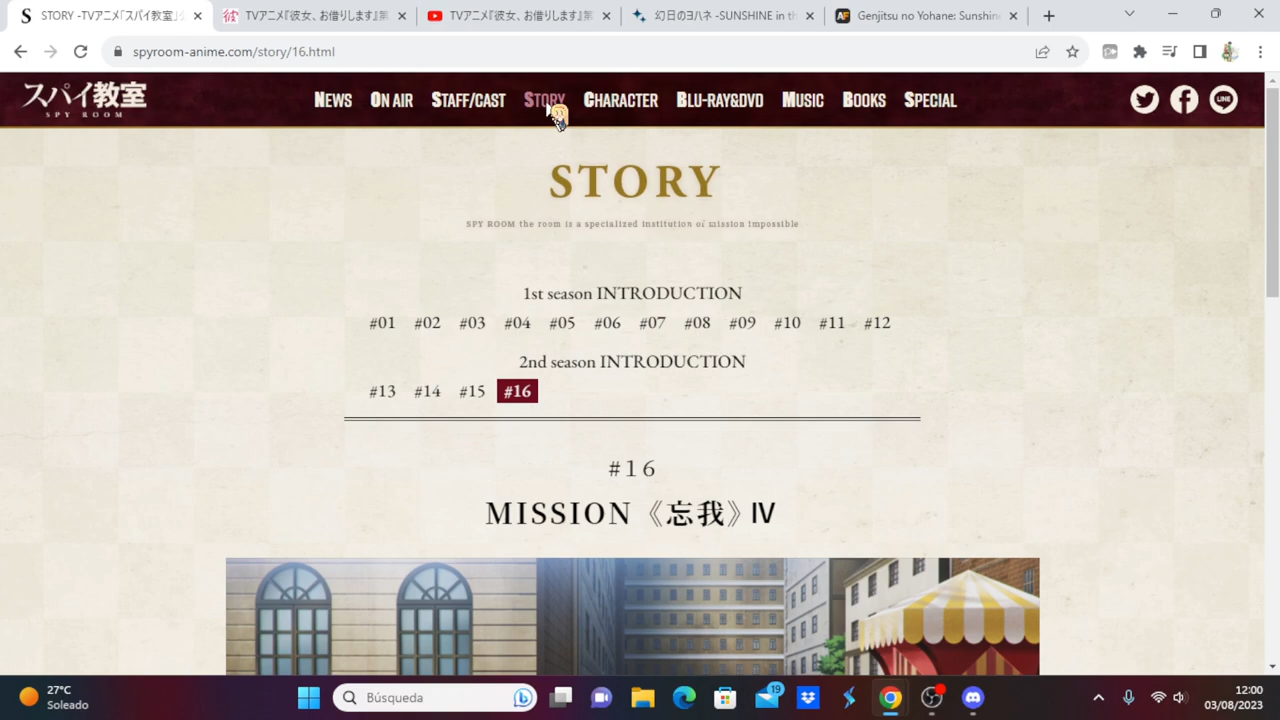 STORY -TVアニメ「スパイ教室」公
TVアニメ『彼女、お借りします』第
TVアニメ『彼女、お借りします』第
幻日のヨハネ -SUNSHINE in th
Genjitsu no Yohane: Sunshine
spyroom-anime.com/story/16.html
スパイ教室
SPY ROOM
NEWS ON AIR STAFF/CAST STORY CHARACTER BLU-RAY&DVD MUSIC BOOKS SPECIAL
LINE
STORY
SPY ROOM the room is a specialized institution of mission impossible
1st season INTRODUCTION
#01 #02 #03 #04 #05 #06 #07 #08 #09 #10 #11 #12
2nd season INTRODUCTION
#13 #14 #15 #16
#16
MISSION《忘我》Ⅳ
27°C
Soleado
Búsqueda
19
12:00
03/08/2023